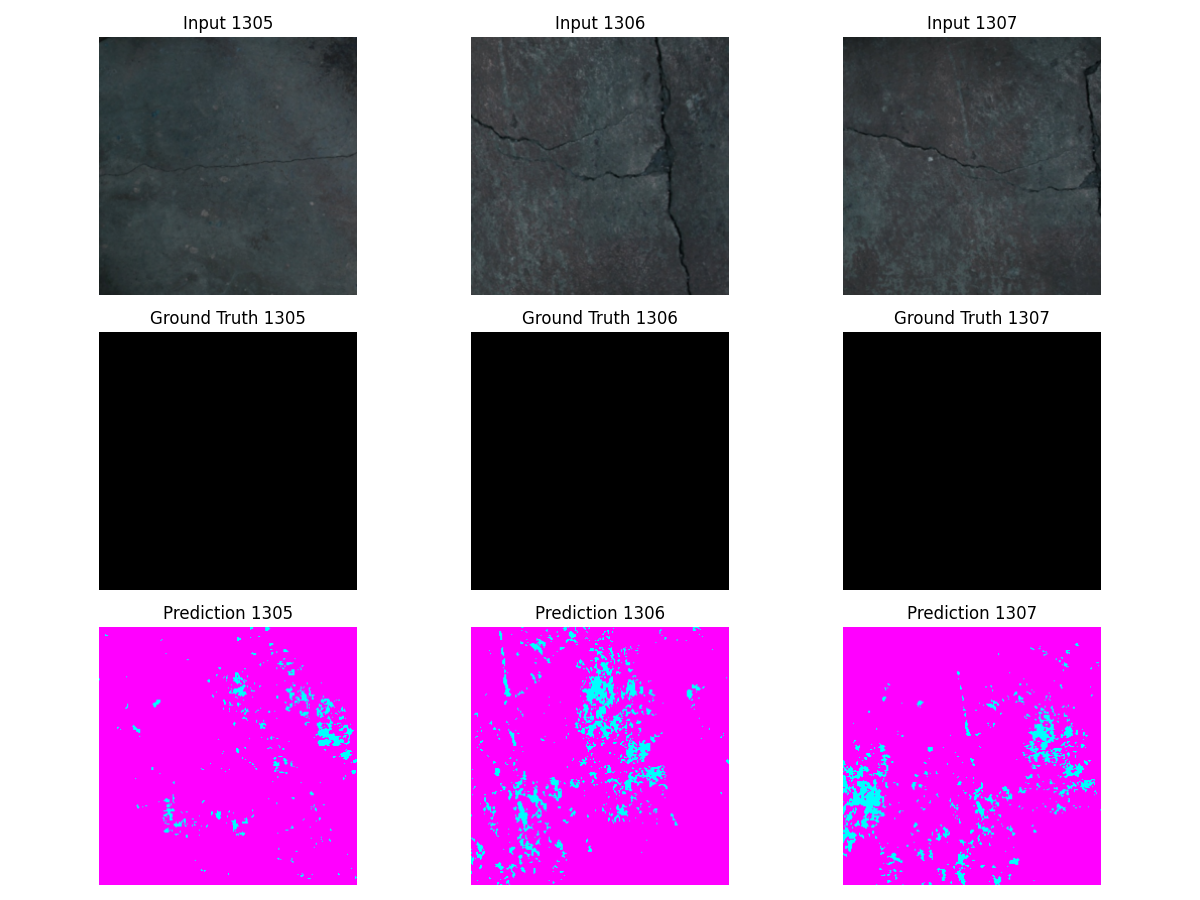 Input 1305
Input 1306
Input 1307
Ground Truth 1305
Ground Truth 1306
Ground Truth 1307
Prediction 1305
Prediction 1306
Prediction 1307